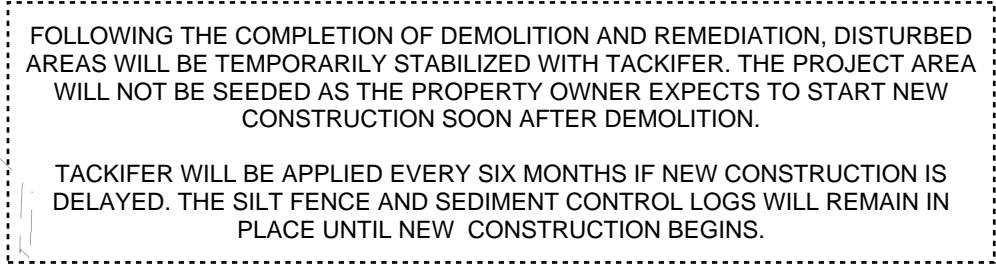 FOLLOWING THE COMPLETION OF DEMOLITION AND REMEDIATION, DISTURBED
AREAS WILL BE TEMPORARILY STABILIZED WITH TACKIFER. THE PROJECT AREA
WILL NOT BE SEEDED AS THE PROPERTY OWNER EXPECTS TO START NEW
CONSTRUCTION SOON AFTER DEMOLITION.
TACKIFER WILL BE APPLIED EVERY SIX MONTHS IF NEW CONSTRUCTION IS
DELAYED. THE SILT FENCE AND SEDIMENT CONTROL LOGS WILL REMAIN IN
PLACE UNTIL NEW CONSTRUCTION BEGINS.